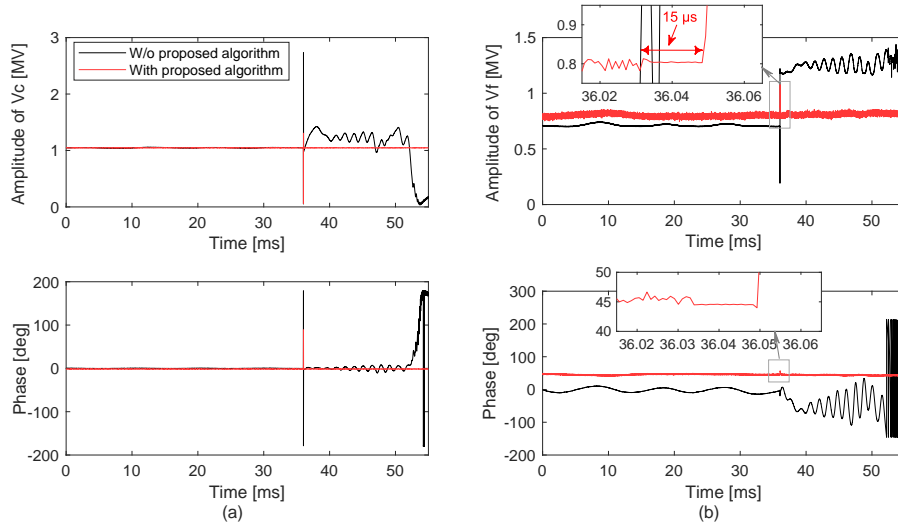 Amplitude of Vc [MV]
3
2
1
0
W/o proposed algorithm
With proposed algorithm
0 10 20 30 40 50
Time [ms]
Phase [deg]
200
100
0
-100
-200
0 10 20 30 40 50
Time [ms]
(a)
Amplitude of Vf [MV]
1.5
1
0.5
0
0.9
0.8
15 µs
36.02 36.04 36.06
0 10 20 30 40 50
Time [ms]
Phase [deg]
300
200
100
0
-100
-200
50
45
40
36.02 36.03 36.04 36.05 36.06
0 10 20 30 40 50
Time [ms]
(b)